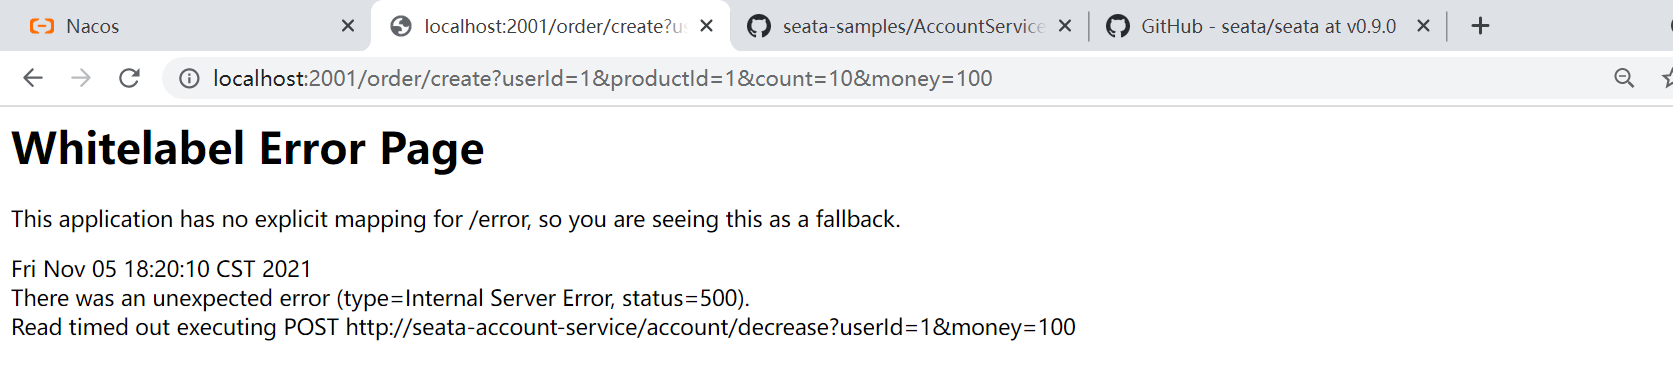 Nacos
localhost:2001/order/create?us
seata-samples/AccountService
GitHub - seata/seata at v0.9.0
localhost:2001/order/create?userId=1&productId=1&count=10&money=100
Whitelabel Error Page
This application has no explicit mapping for /error, so you are seeing this as a fallback.
Fri Nov 05 18:20:10 CST 2021
There was an unexpected error (type=Internal Server Error, status=500).
Read timed out executing POST http://seata-account-service/account/decrease?userId=1&money=100